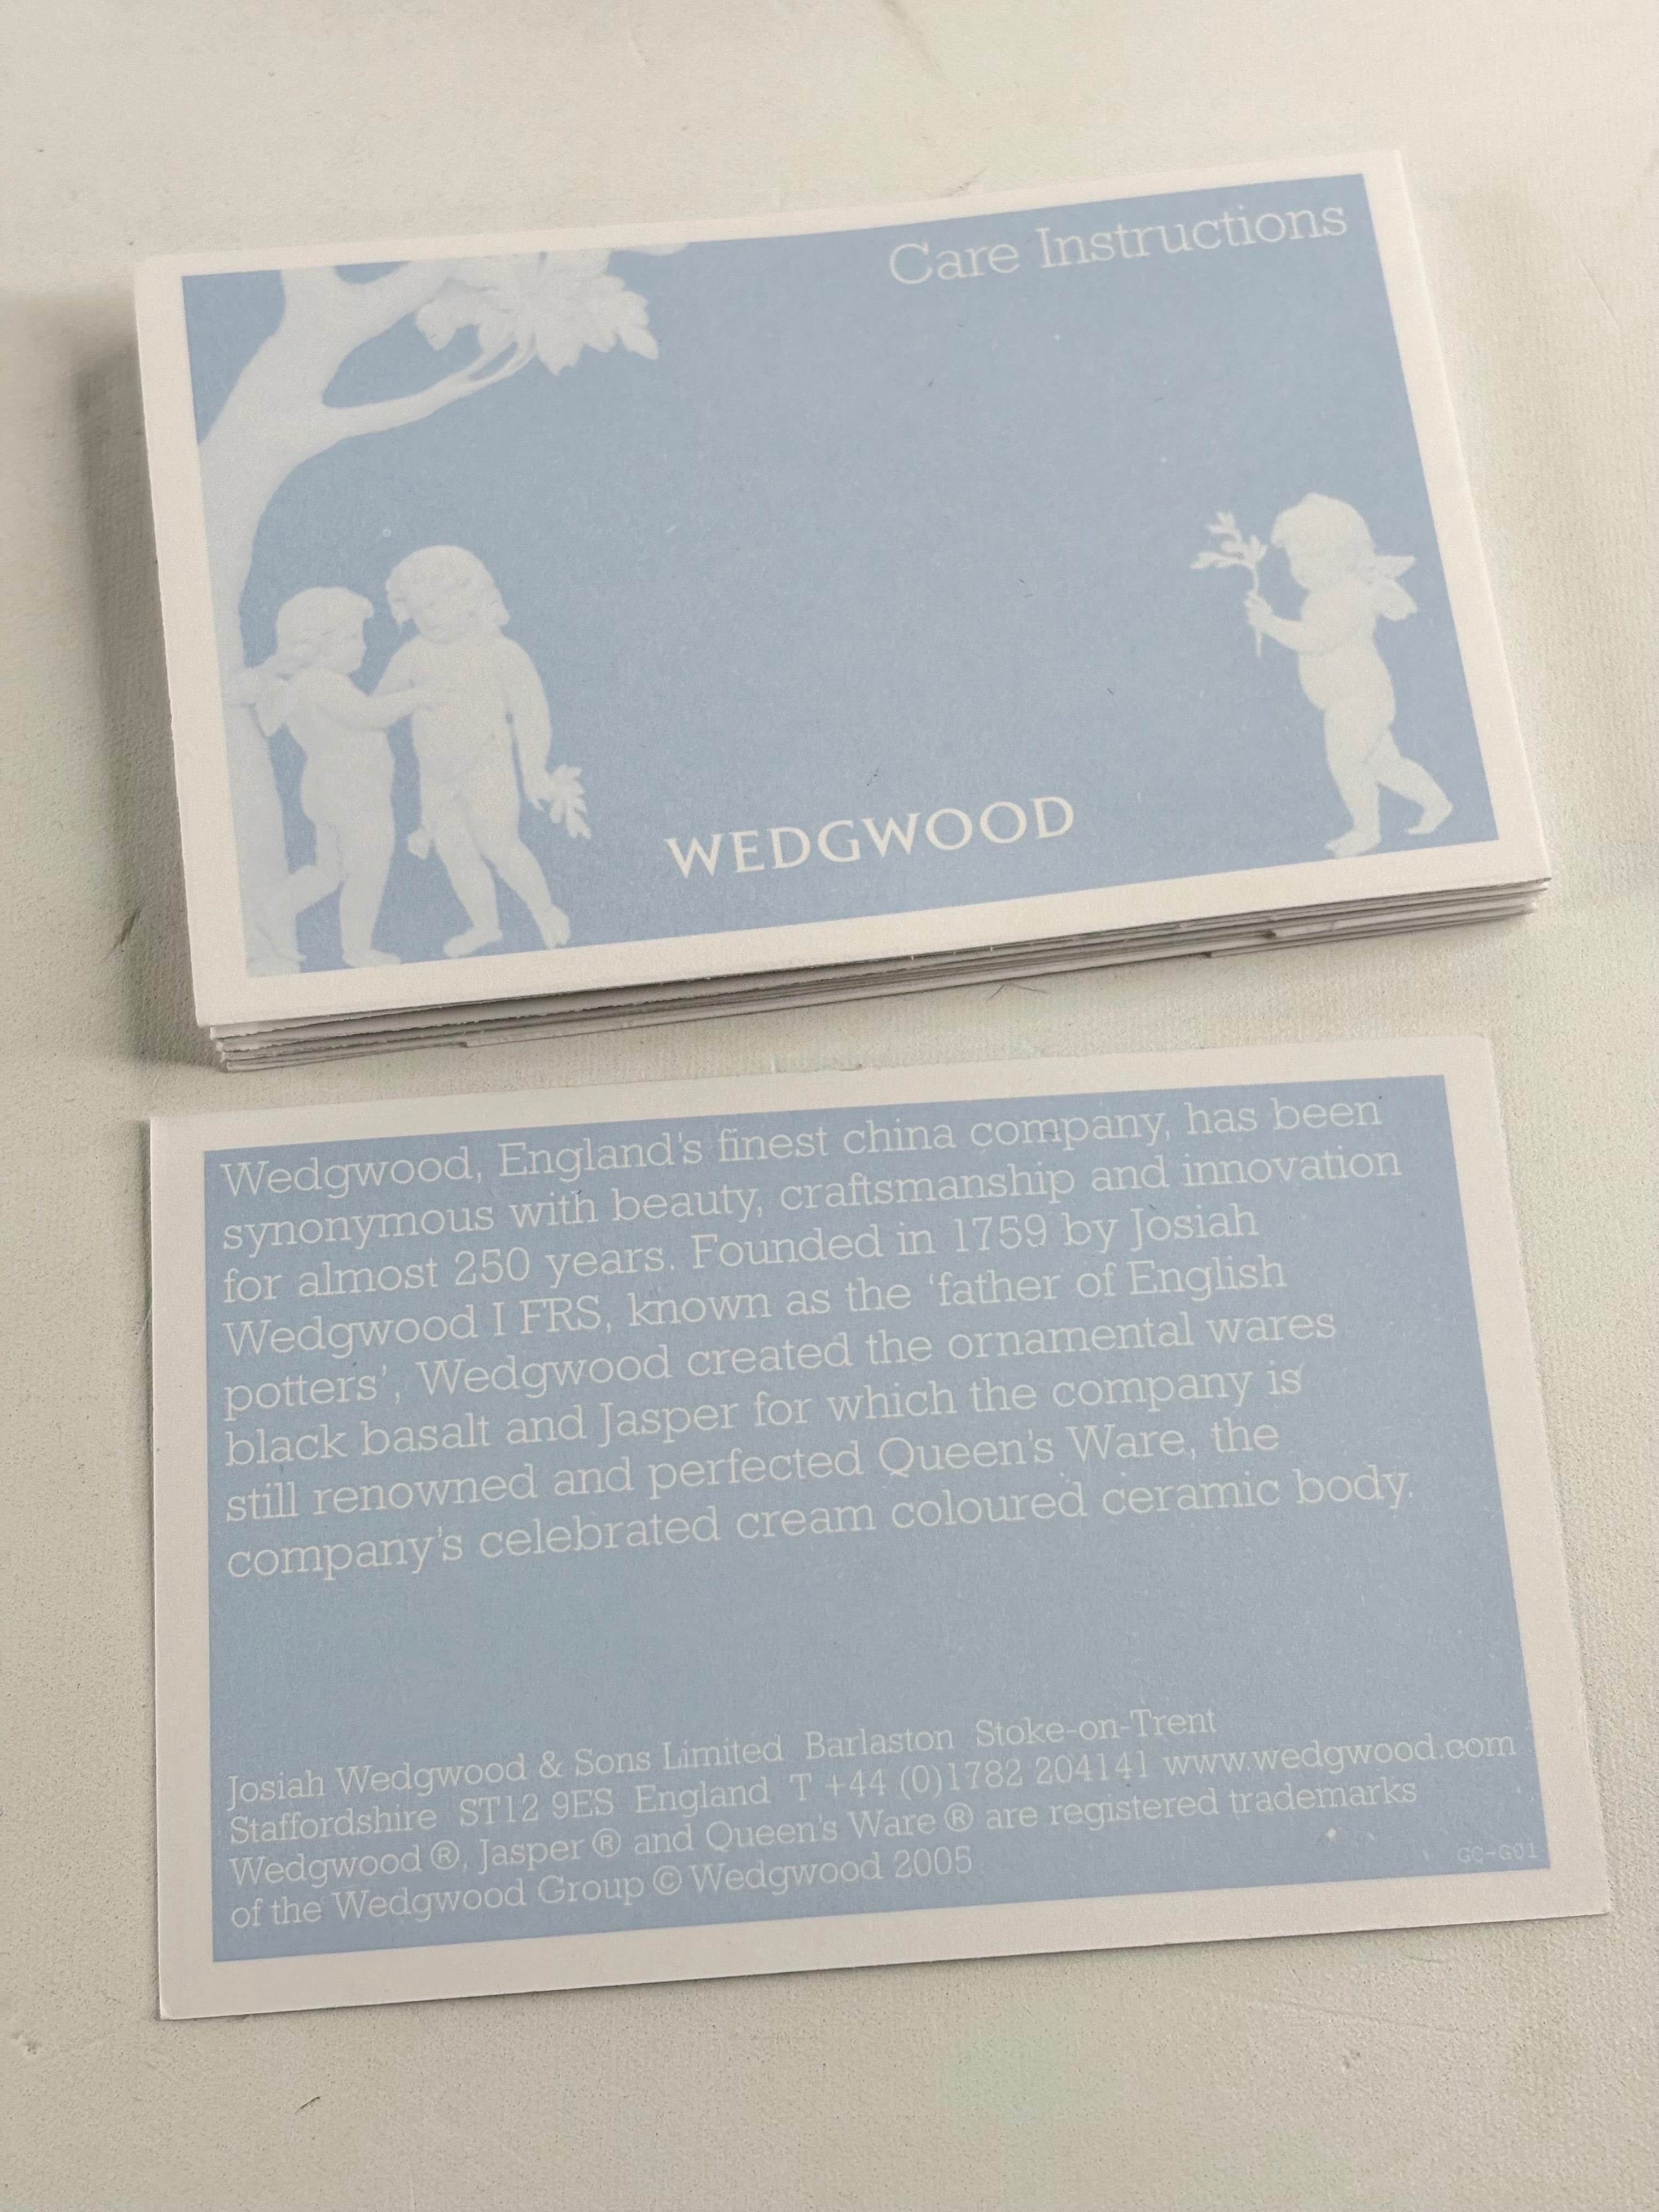 Care Instructions
WEDGWOOD
Wedgwood, England's finest china company, has been
synonymous with beauty, craftsmanship and innovation
for almost 250 years. Founded in 1759 by Josiah
Wedgwood I FRS, known as the ‘father of English
potters’, Wedgwood created the ornamental wares
black basalt and Jasper for which the company is
still renowned and perfected Queen's Ware, the
company's celebrated cream coloured ceramic body.
Josiah Wedgwood & Sons Limited Barlaston Stoke-on-Trent
Staffordshire ST12 9ES England T +44 (0)1782 204141 www.wedgwood.com
Wedgwood ®, Jasper ® and Queen's Ware ® are registered trademarks
of the Wedgwood Group © Wedgwood 2005
GC-G01